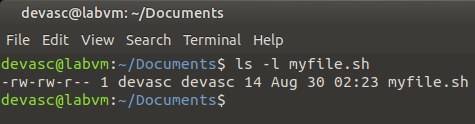 devasc@labvm: ~/Documents
File Edit View Search Terminal Help
devasc@labvm:~/Documents$ ls -l myfile.sh
-rw-rw-r-- 1 devasc devasc 14 Aug 30 02:23 myfile.sh
devasc@labvm:~/Documents$